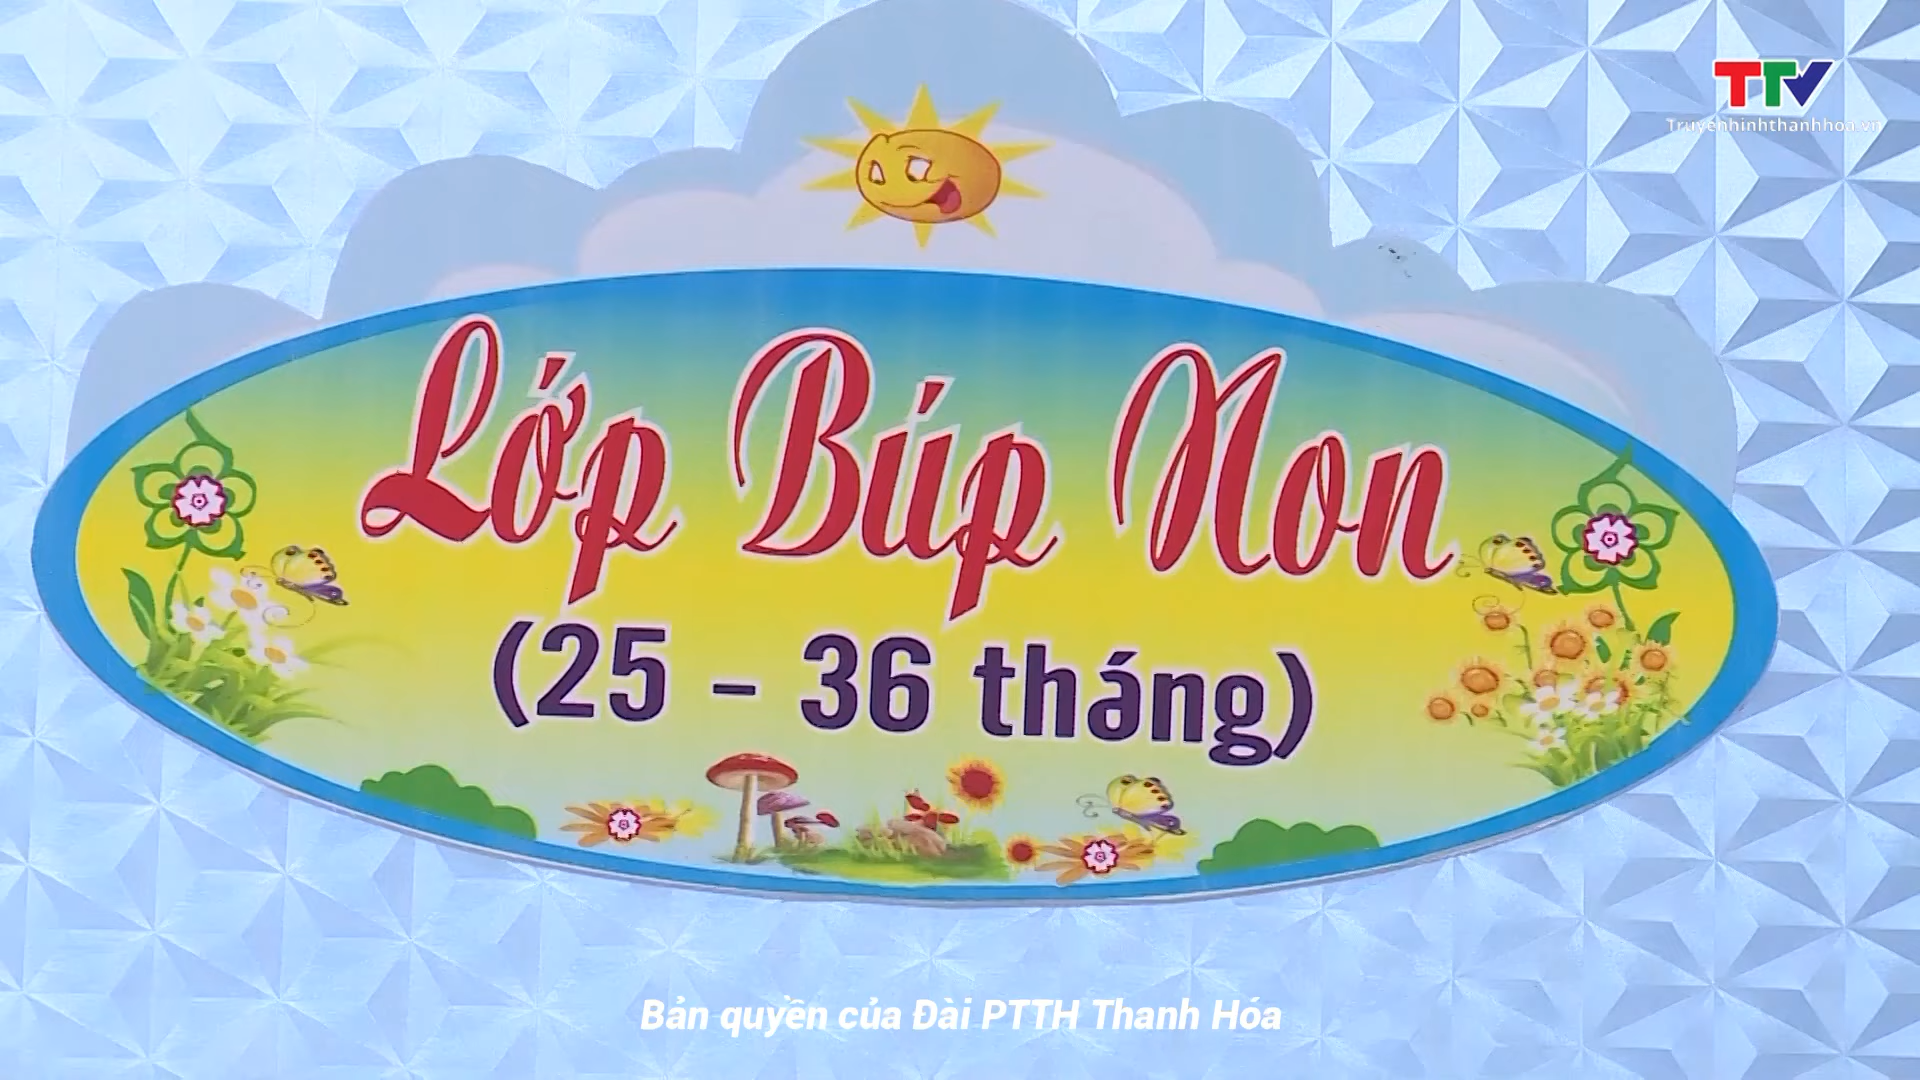 TTV
Truyenhinhthanhhoa.vn
Lớp Búp Non
(25 - 36 tháng)
Bản quyền của Đài PTTH Thanh Hóa